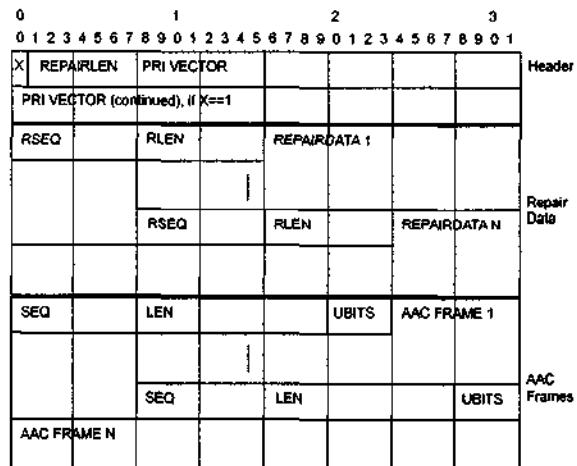 0 1 2 3
0 1 2 3 4 5 6 7 8 9 0 1 2 3 4 5 6 7 8 9 0 1 2 3 4 5 6 7 8 9 0 1
X REPAIRLEN PRI VECTOR Header
PRI VECTOR (continued), if X==1
RSEQ RLEN REPAIRDATA 1
Repair
Data
RSEQ RLEN REPAIRDATA N
SEQ LEN UBITS AAC FRAME 1
AAC
Frames
SEQ LEN UBITS
AAC FRAME N